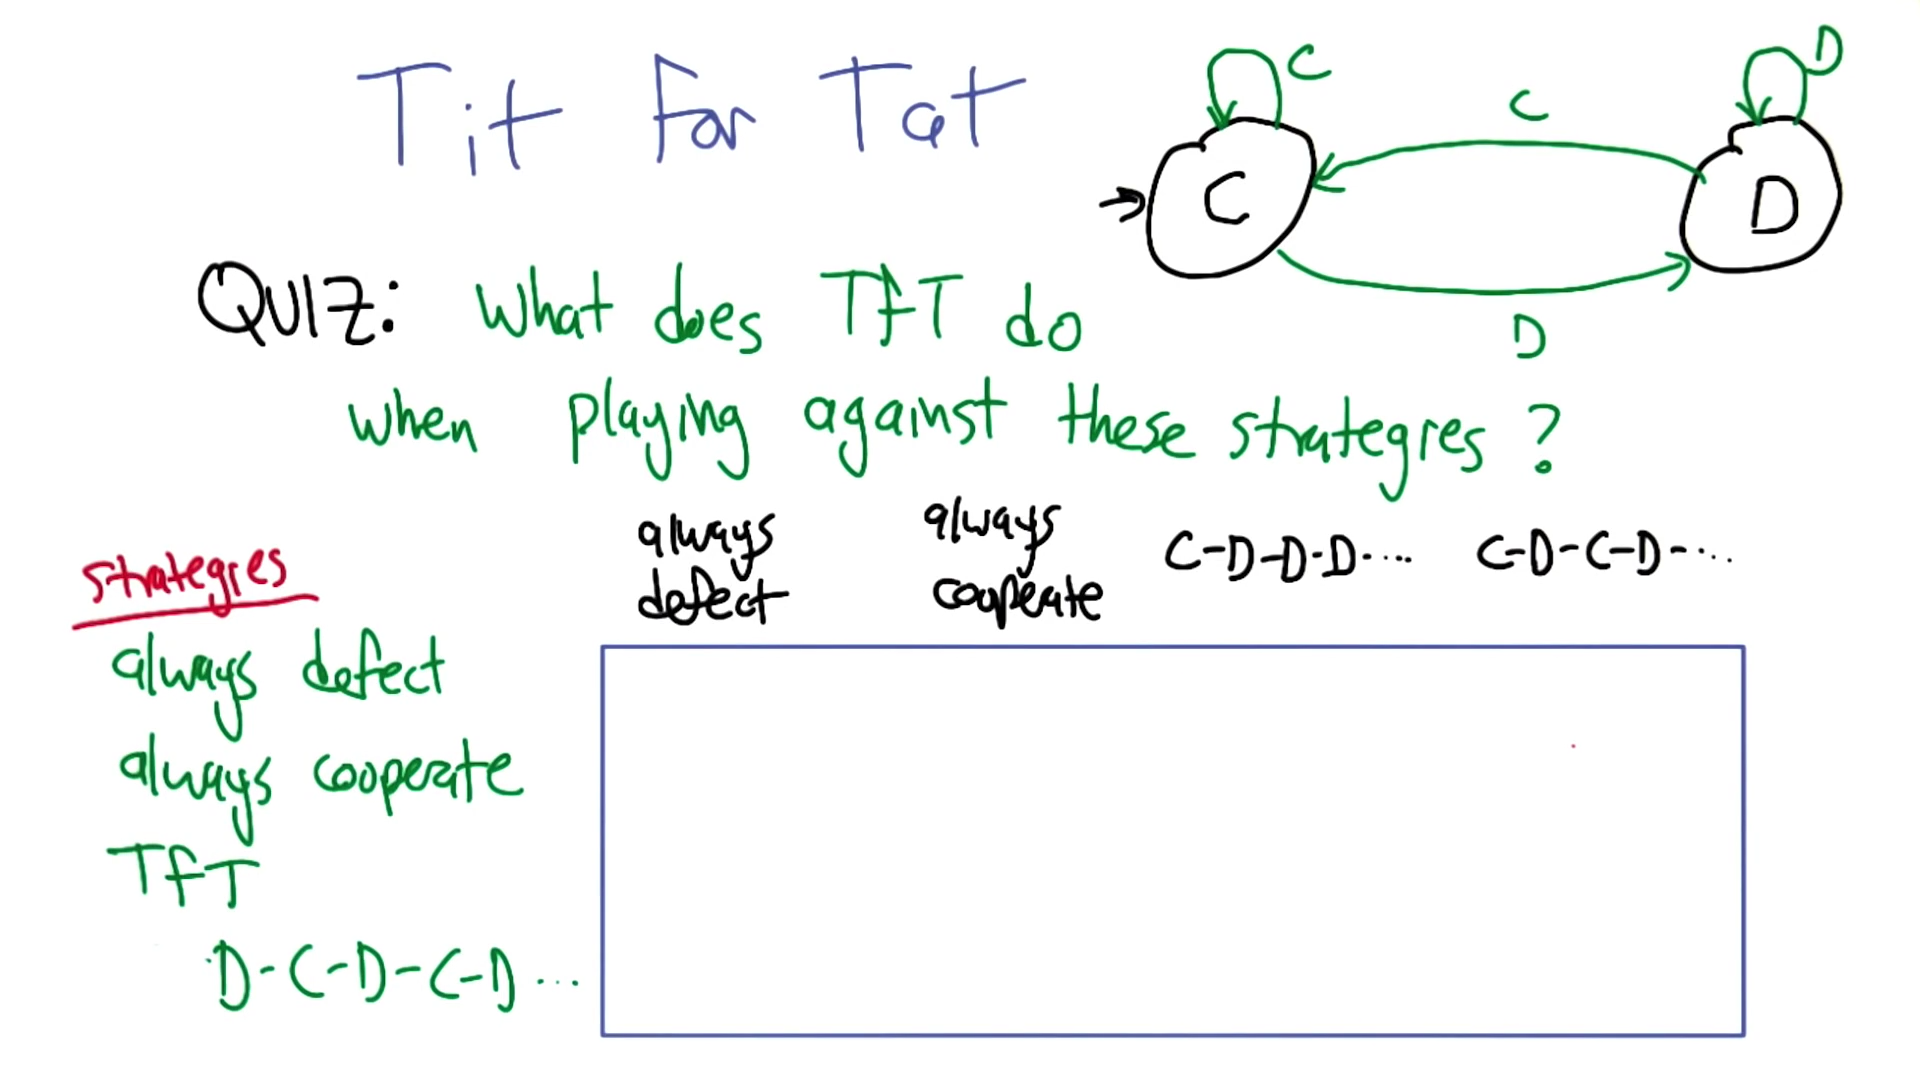 Tit for Tat
C
D
C
C
D
D
QUIZ: What does TfT do
when playing against these strategies?
always
defect
always
cooperate
C-D-D-D-...
C-D-C-D-...
strategies
always defect
always cooperate
TfT
D-C-D-C-D...